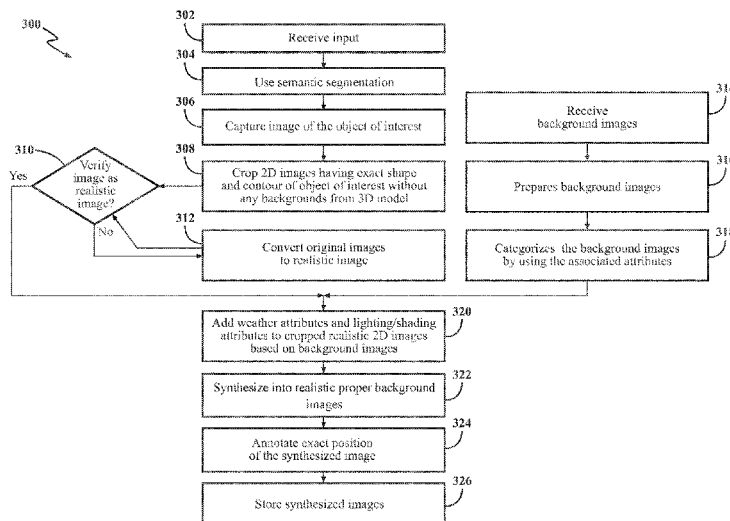 300
302
Receive input
304
Use semantic segmentation
306
Capture image of the object of interest
308
Crop 2D images having exact shape
and contour of object of interest without
any backgrounds from 3D model
310
Yes
Verify
image as
realistic
image?
No
312
Convert original images
to realistic image
Receive
background images
Prepares background images
Categorizes the background images
by using the associated attributes
320
Add weather attributes and lighting/shading
attributes to cropped realistic 2D images
based on background images
322
Synthesize into realistic proper background
images
324
Annotate exact position
of the synthesized image
326
Store synthesized images